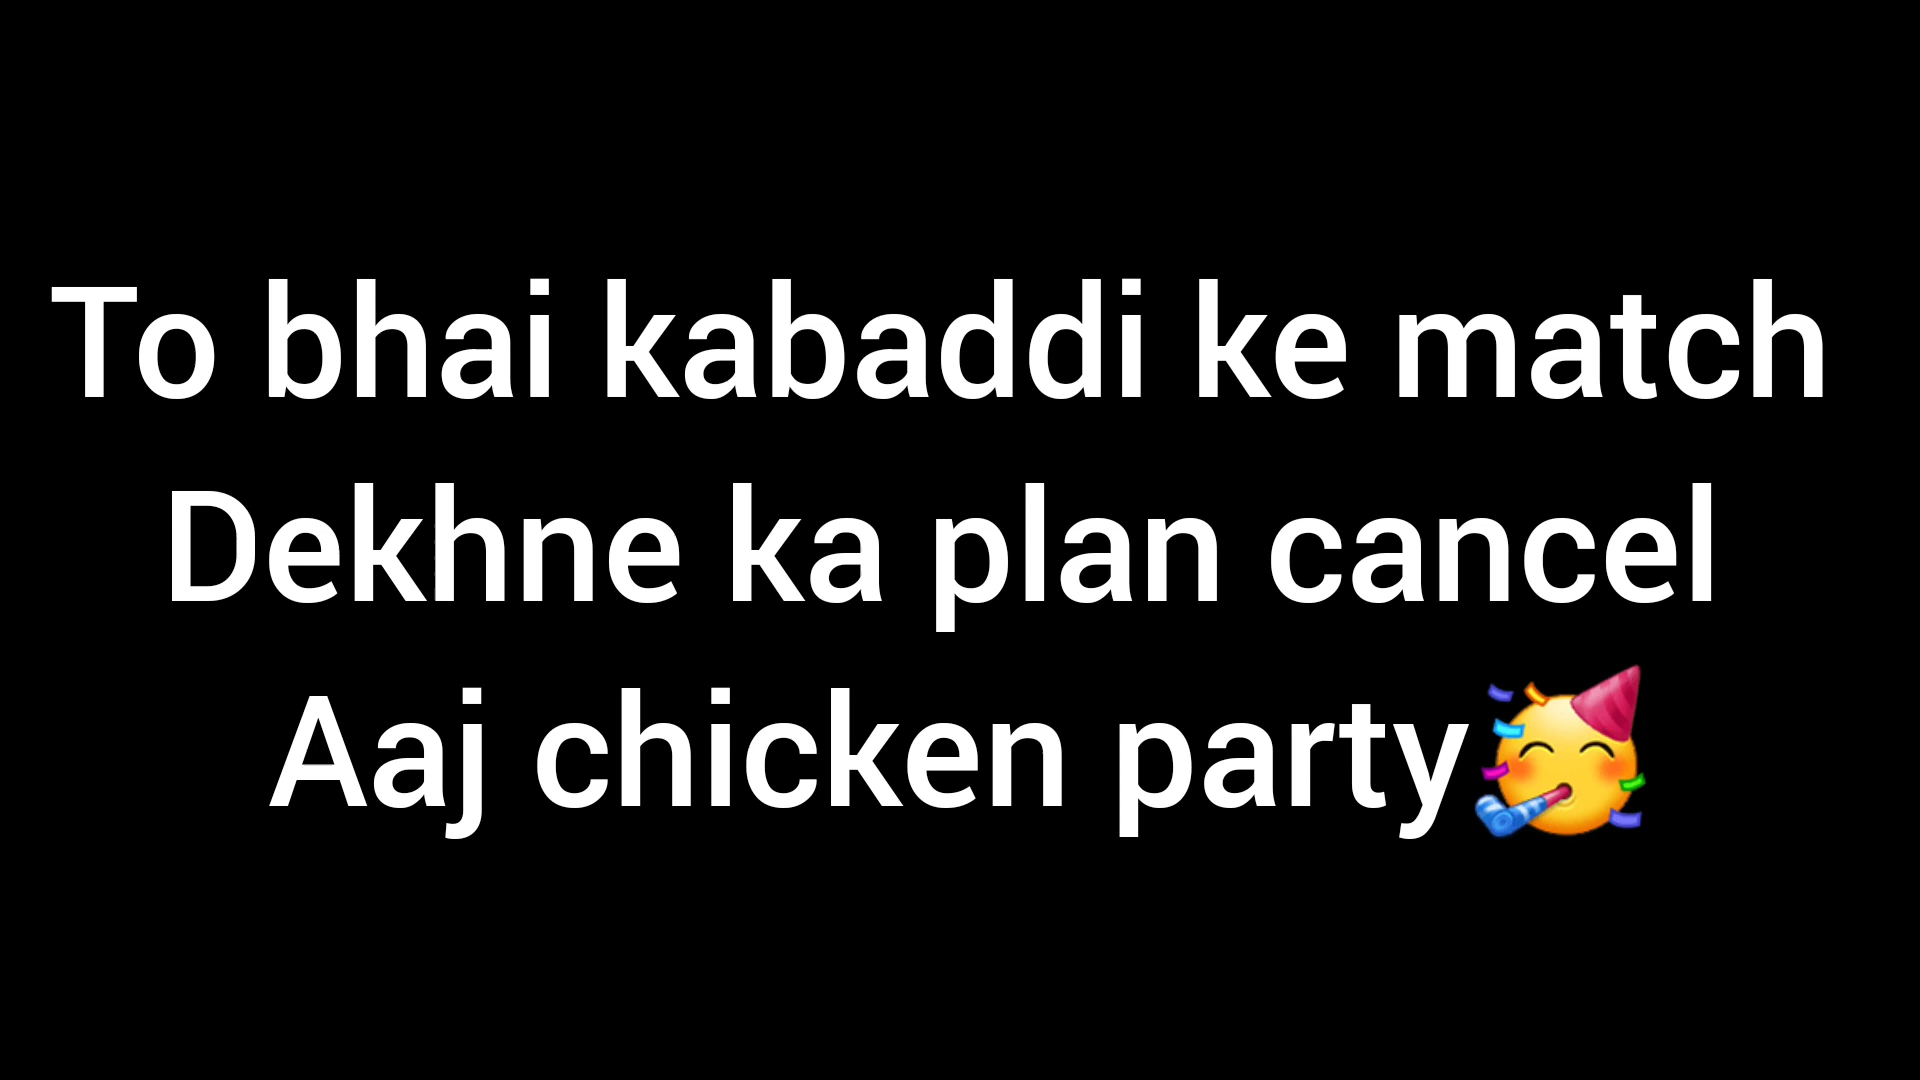 To bhai kabaddi ke match
Dekhne ka plan cancel
Aaj chicken party🥳